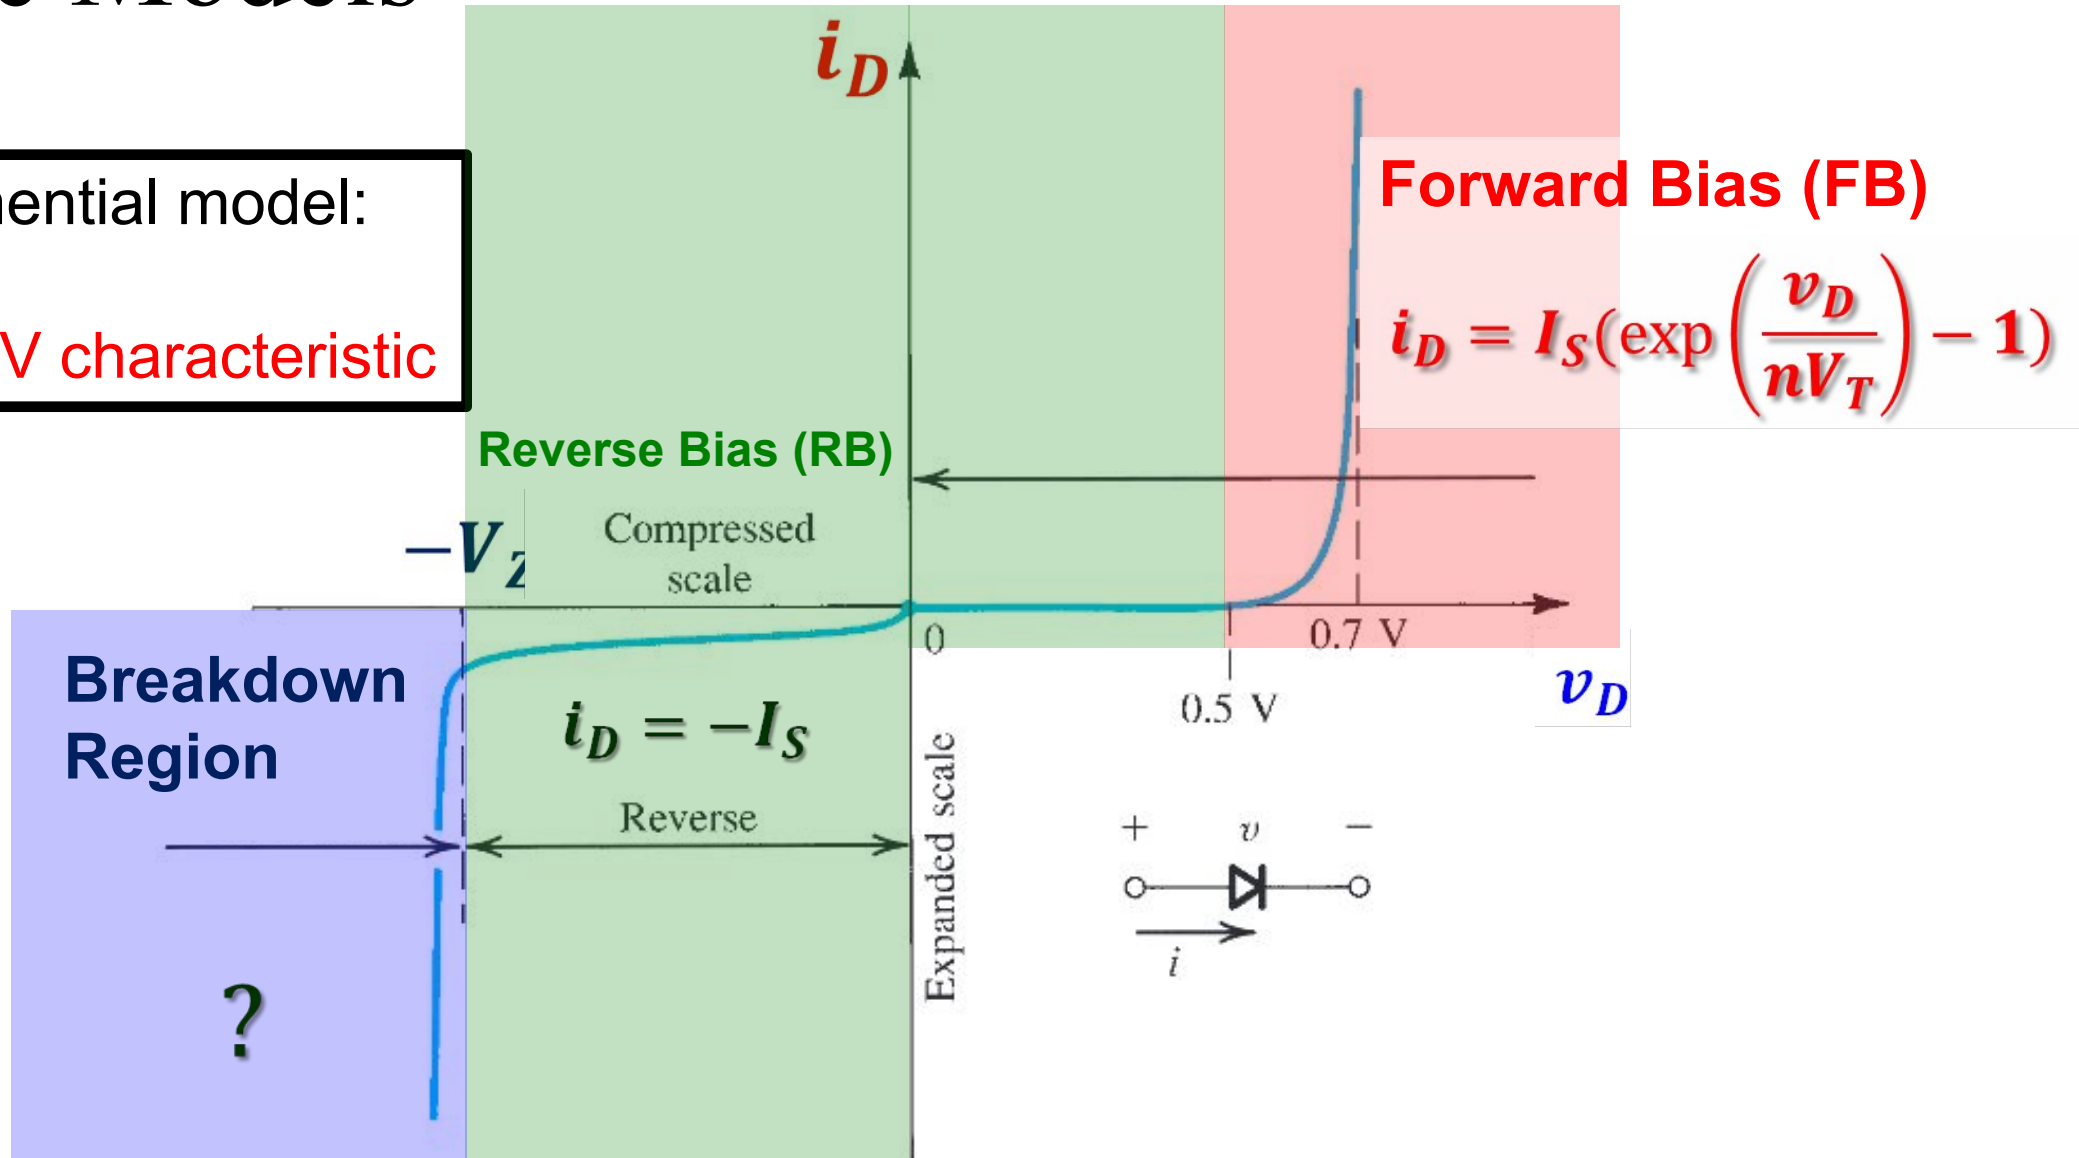 Models
i_D
ential model:
V characteristic
Forward Bias (FB)
i_D = I_S(exp(v_D/nV_T) − 1)
Reverse Bias (RB)
−V_Z
Compressed
scale
0
0.7 V
0.5 V
v_D
Breakdown
Region
i_D = −I_S
Reverse
Expanded scale
+ v −
i
?